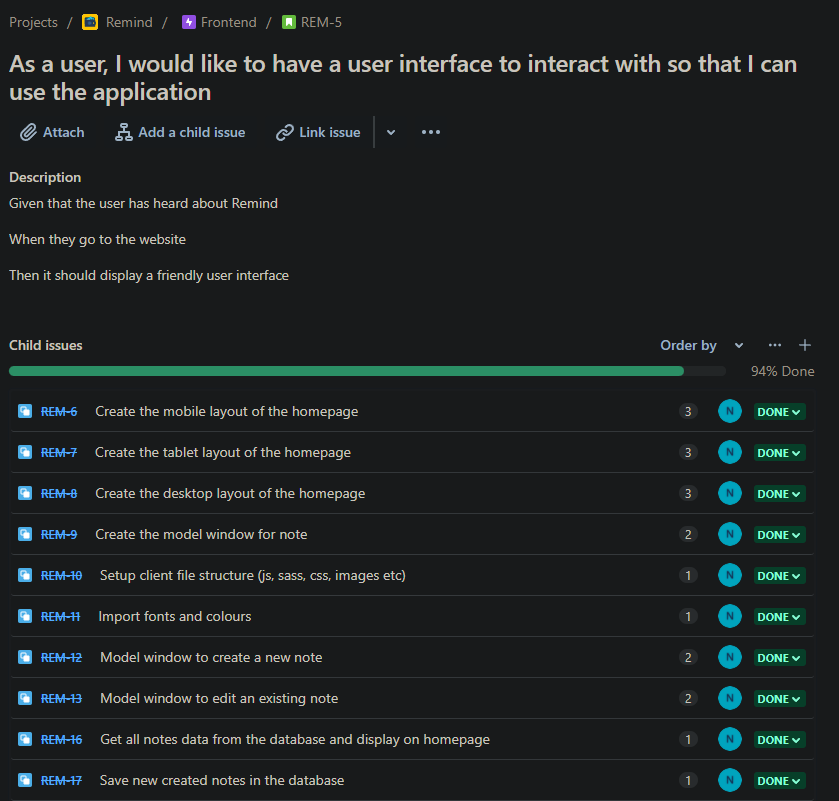 Projects / Remind / Frontend / REM-5
As a user, I would like to have a user interface to interact with so that I can
use the application
Attach Add a child issue Link issue
Description
Given that the user has heard about Remind
When they go to the website
Then it should display a friendly user interface
Child issues Order by
94% Done
REM-6 Create the mobile layout of the homepage 3 N DONE
REM-7 Create the tablet layout of the homepage 3 N DONE
REM-8 Create the desktop layout of the homepage 3 N DONE
REM-9 Create the model window for note 2 N DONE
REM-10 Setup client file structure (js, sass, css, images etc) 1 N DONE
REM-11 Import fonts and colours 1 N DONE
REM-12 Model window to create a new note 2 N DONE
REM-13 Model window to edit an existing note 2 N DONE
REM-16 Get all notes data from the database and display on homepage 1 N DONE
REM-17 Save new created notes in the database 1 N DONE